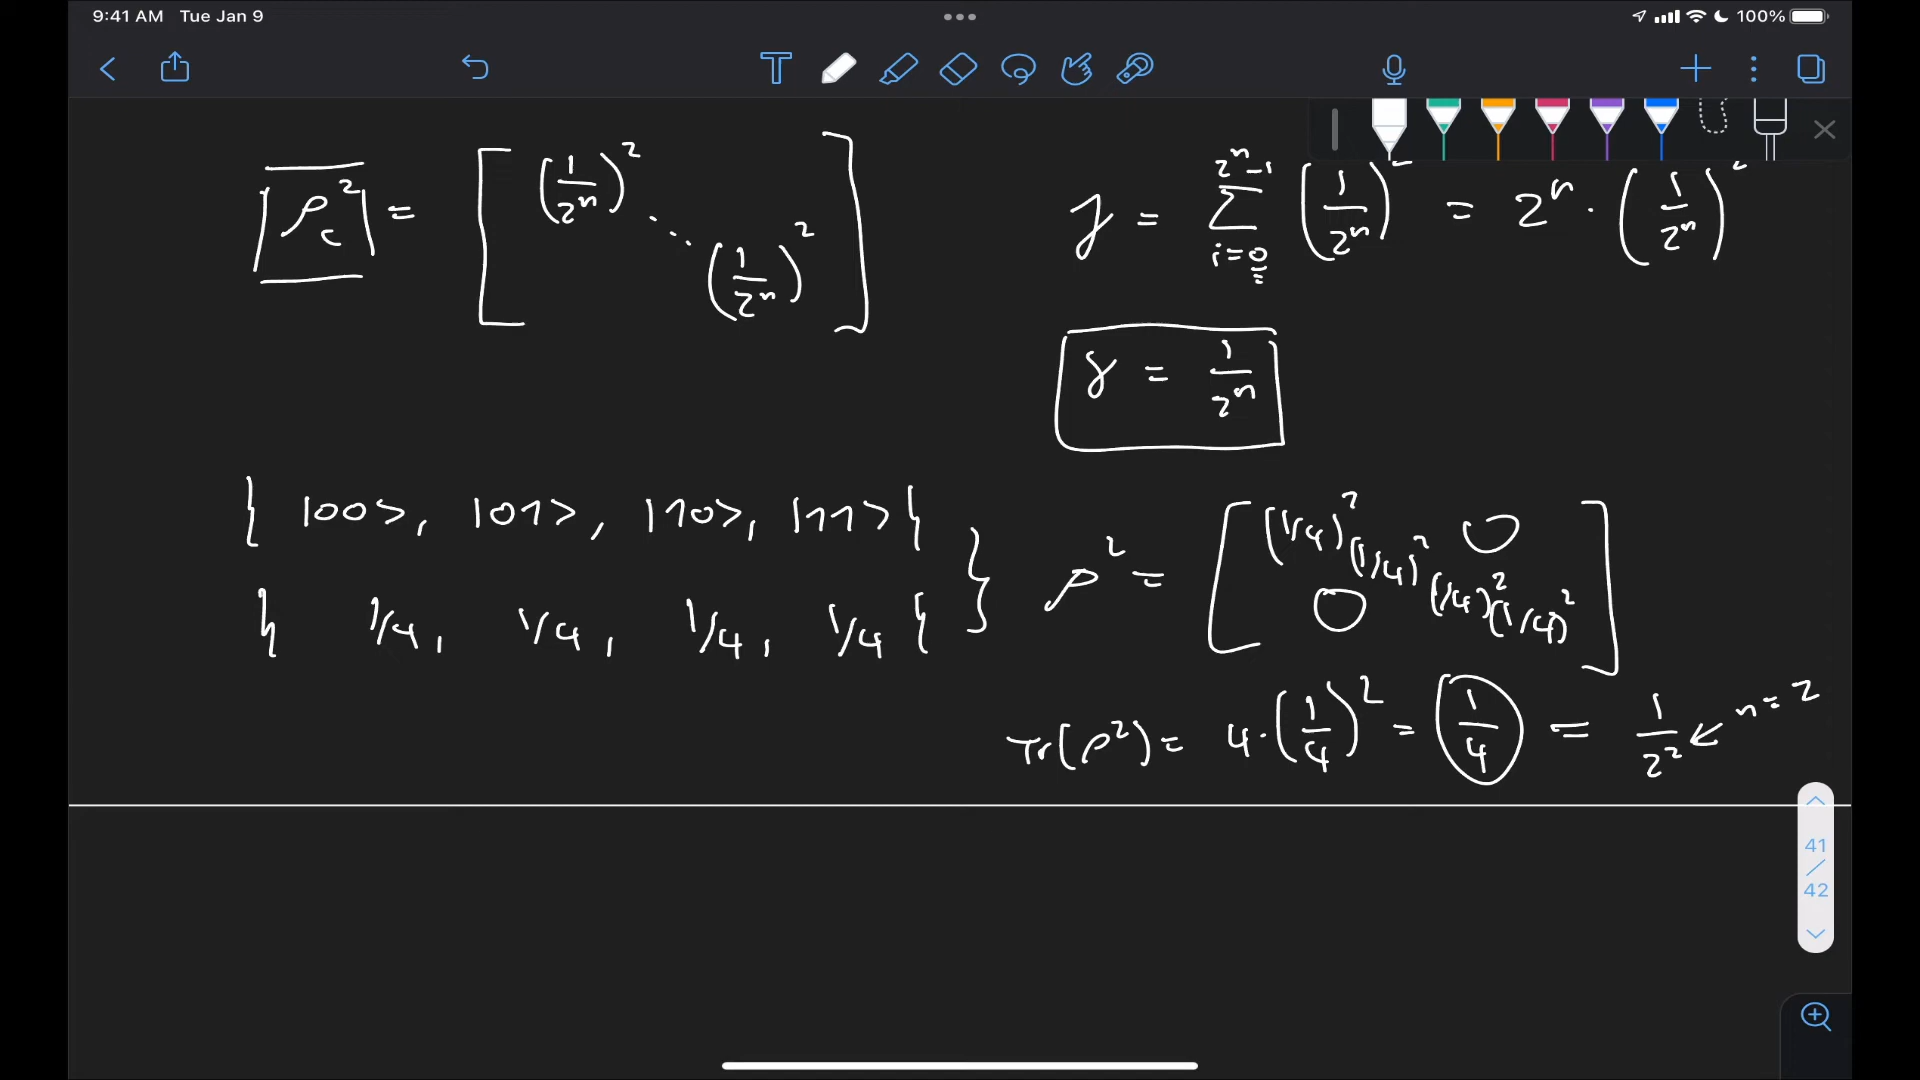 9:41 AM Tue Jan 9
100%
T
ρ_c² = [ (1/2ⁿ)² ⋱ (1/2ⁿ)² ]
γ = Σ_{i=0}^{2ⁿ-1} (1/2ⁿ)² = 2ⁿ · (1/2ⁿ)²
γ = 1/2ⁿ
{ |00>, |01>, |10>, |11> }
{ 1/4, 1/4, 1/4, 1/4 }
} ρ² = [ (1/4)² (1/4)² 0 0 (1/4)² (1/4)² ]
Tr(ρ²) = 4 · (1/4)² = 1/4 = 1/2² ← n = 2
41 / 42